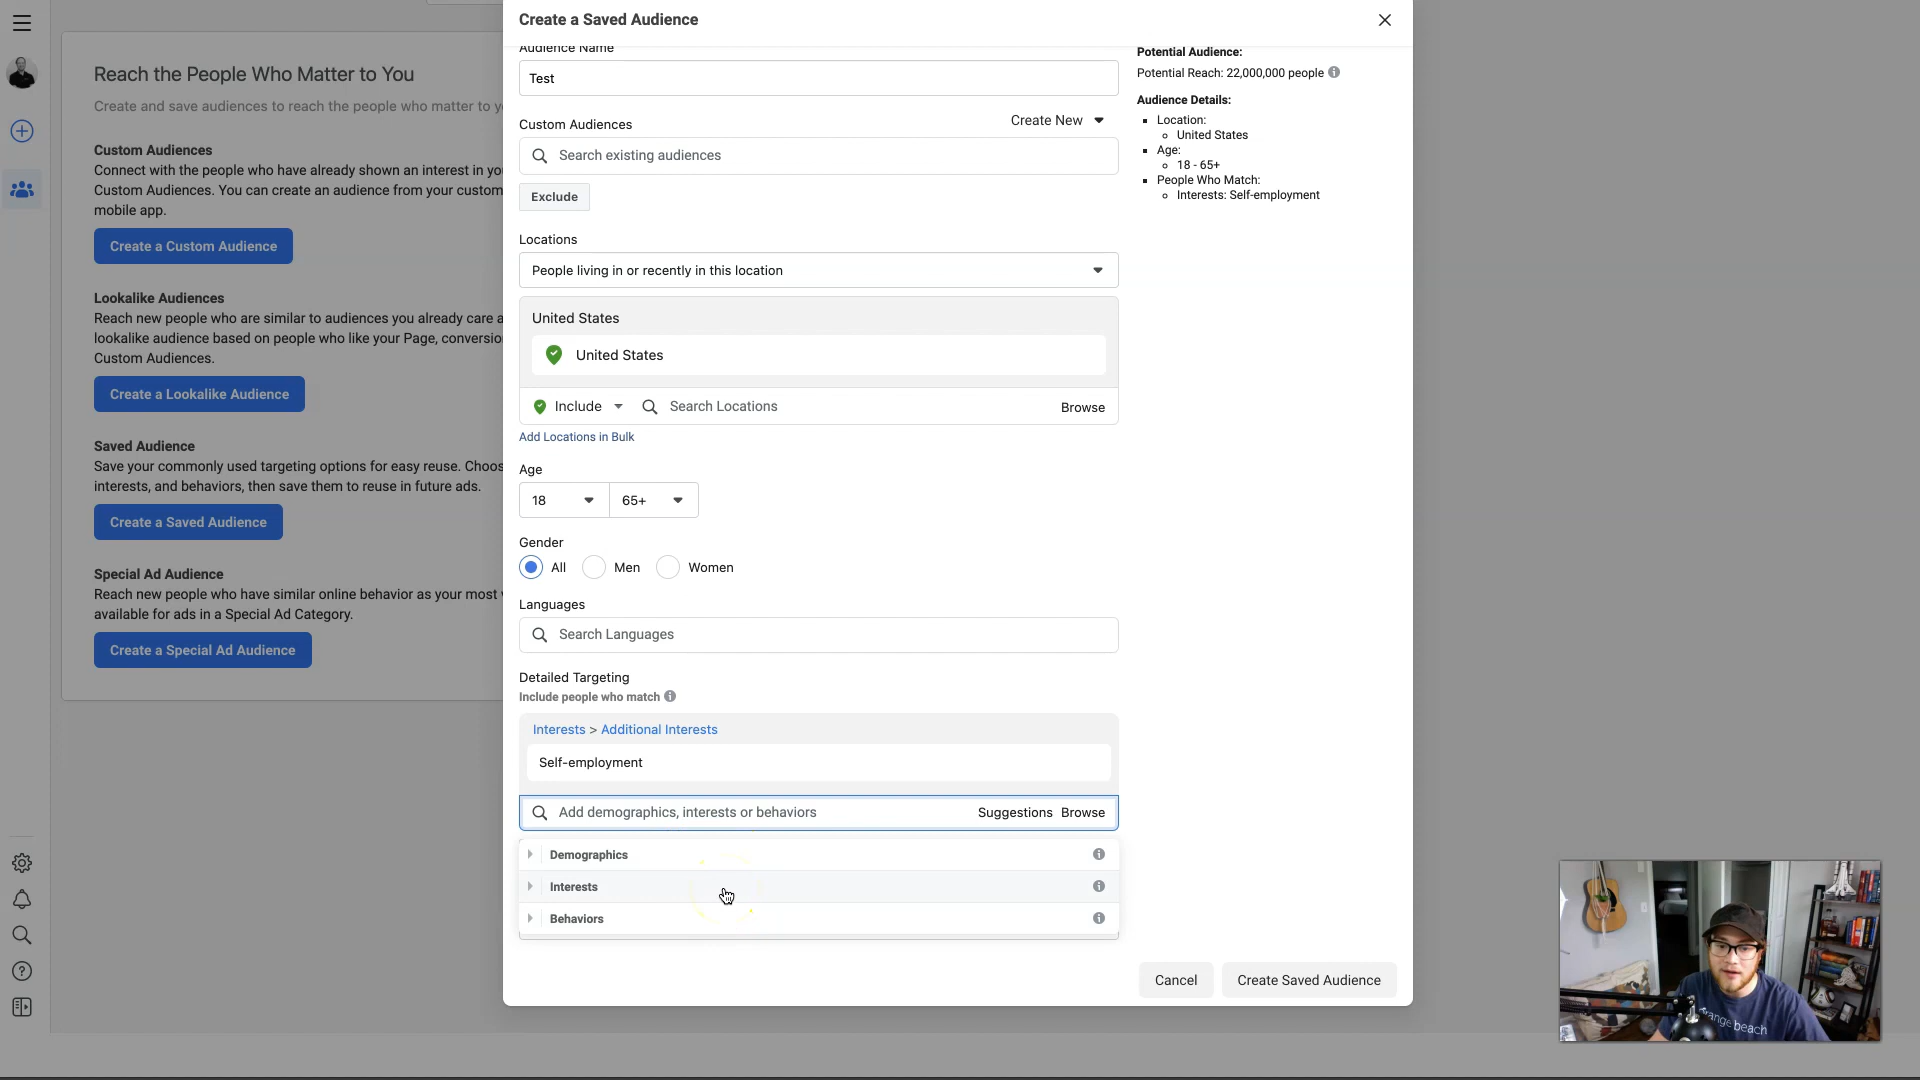 Create a Saved Audience
Reach the People Who Matter to You
Create and save audiences to reach the people who matter to y
Custom Audiences
Connect with the people who have already shown an interest in yo
Custom Audiences. You can create an audience from your custom
mobile app.
Create a Custom Audience
Lookalike Audiences
Reach new people who are similar to audiences you already care a
lookalike audience based on people who like your Page, conversio
Custom Audiences.
Create a Lookalike Audience
Saved Audience
Save your commonly used targeting options for easy reuse. Choos
interests, and behaviors, then save them to reuse in future ads.
Create a Saved Audience
Special Ad Audience
Reach new people who have similar online behavior as your most
available for ads in a Special Ad Category.
Create a Special Ad Audience
Audience Name
Test
Custom Audiences
Create New
Search existing audiences
Exclude
Locations
People living in or recently in this location
United States
United States
Include
Search Locations
Browse
Add Locations in Bulk
Age
18
65+
Gender
All
Men
Women
Languages
Search Languages
Detailed Targeting
Include people who match
Interests > Additional Interests
Self-employment
Add demographics, interests or behaviors
Suggestions
Browse
Demographics
Interests
Behaviors
Potential Audience:
Potential Reach: 22,000,000 people
Audience Details:
Location:
United States
Age:
18 - 65+
People Who Match:
Interests: Self-employment
Cancel
Create Saved Audience
range beach